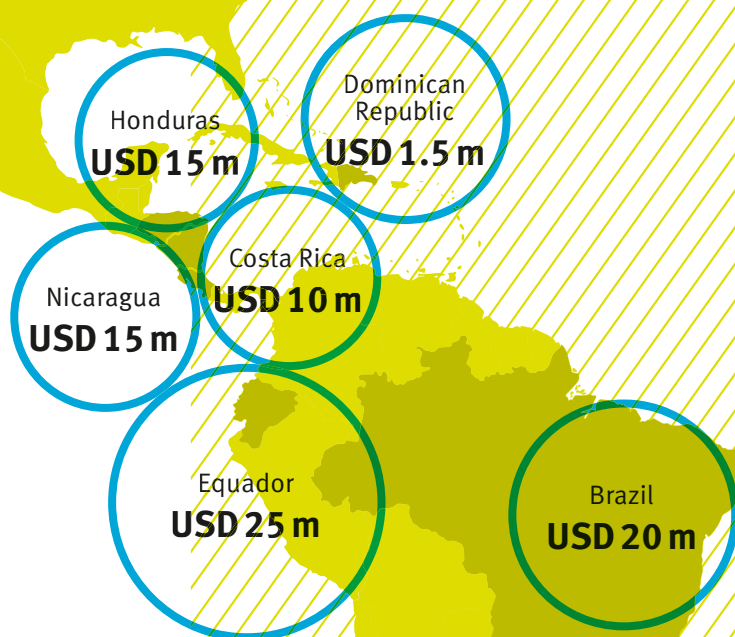 Honduras
USD 15 m
Dominican
Republic
USD 1.5 m
Costa Rica
USD 10 m
Nicaragua
USD 15 m
Equador
USD 25 m
Brazil
USD 20 m